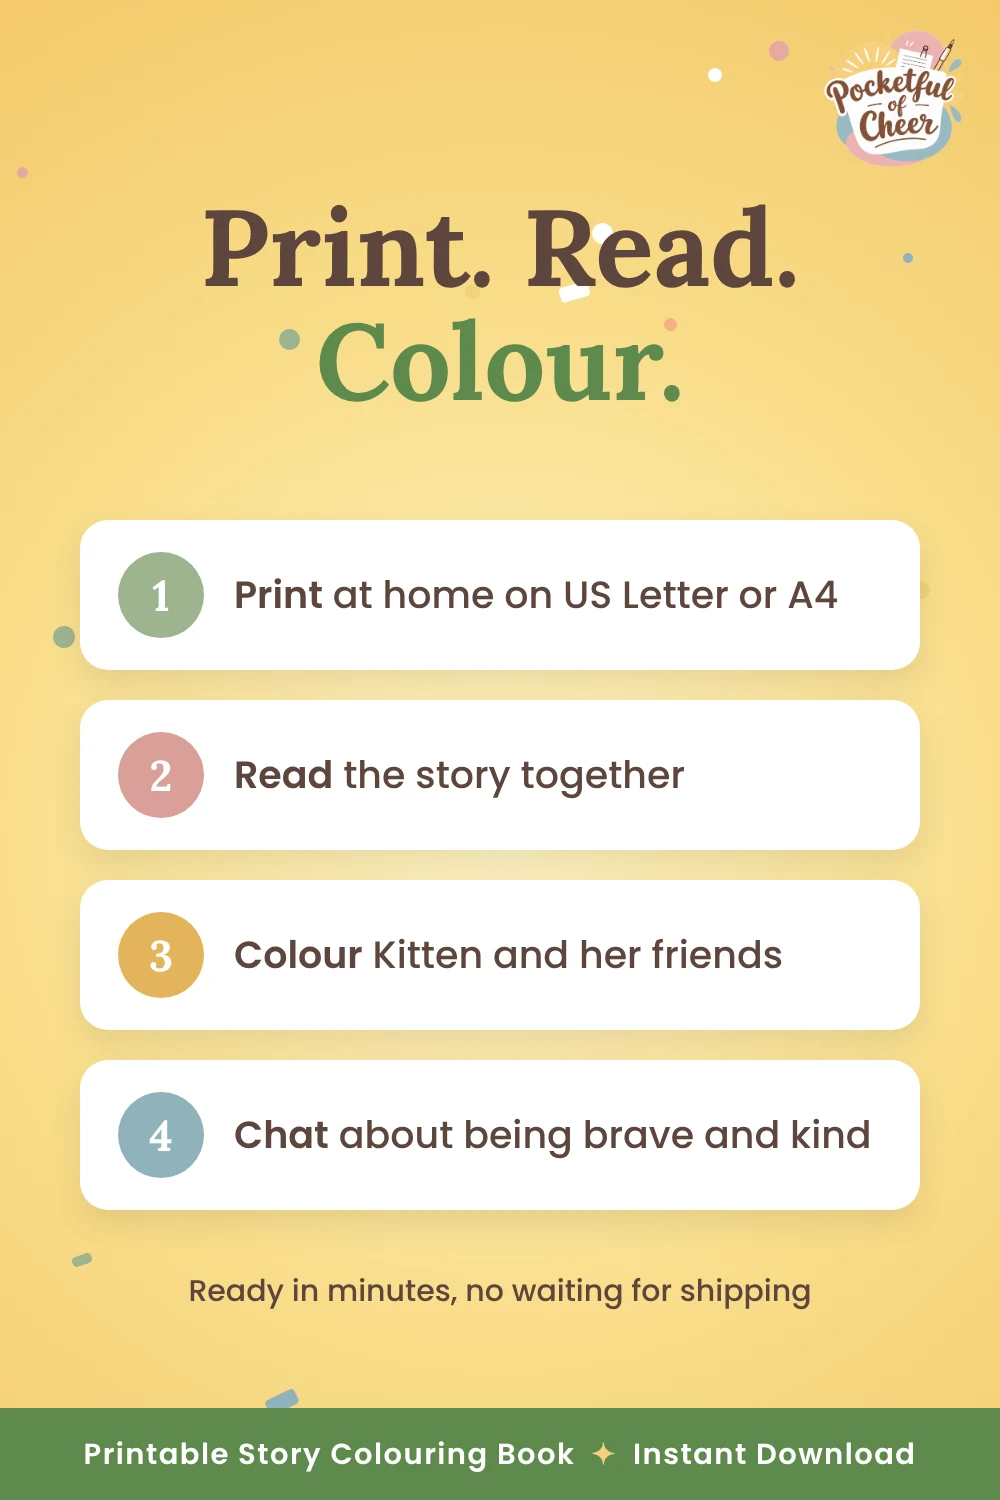 Pocketful
of
Cheer
Print. Read.
Colour.
1 Print at home on US Letter or A4
2 Read the story together
3 Colour Kitten and her friends
4 Chat about being brave and kind
Ready in minutes, no waiting for shipping
Printable Story Colouring Book ✦ Instant Download